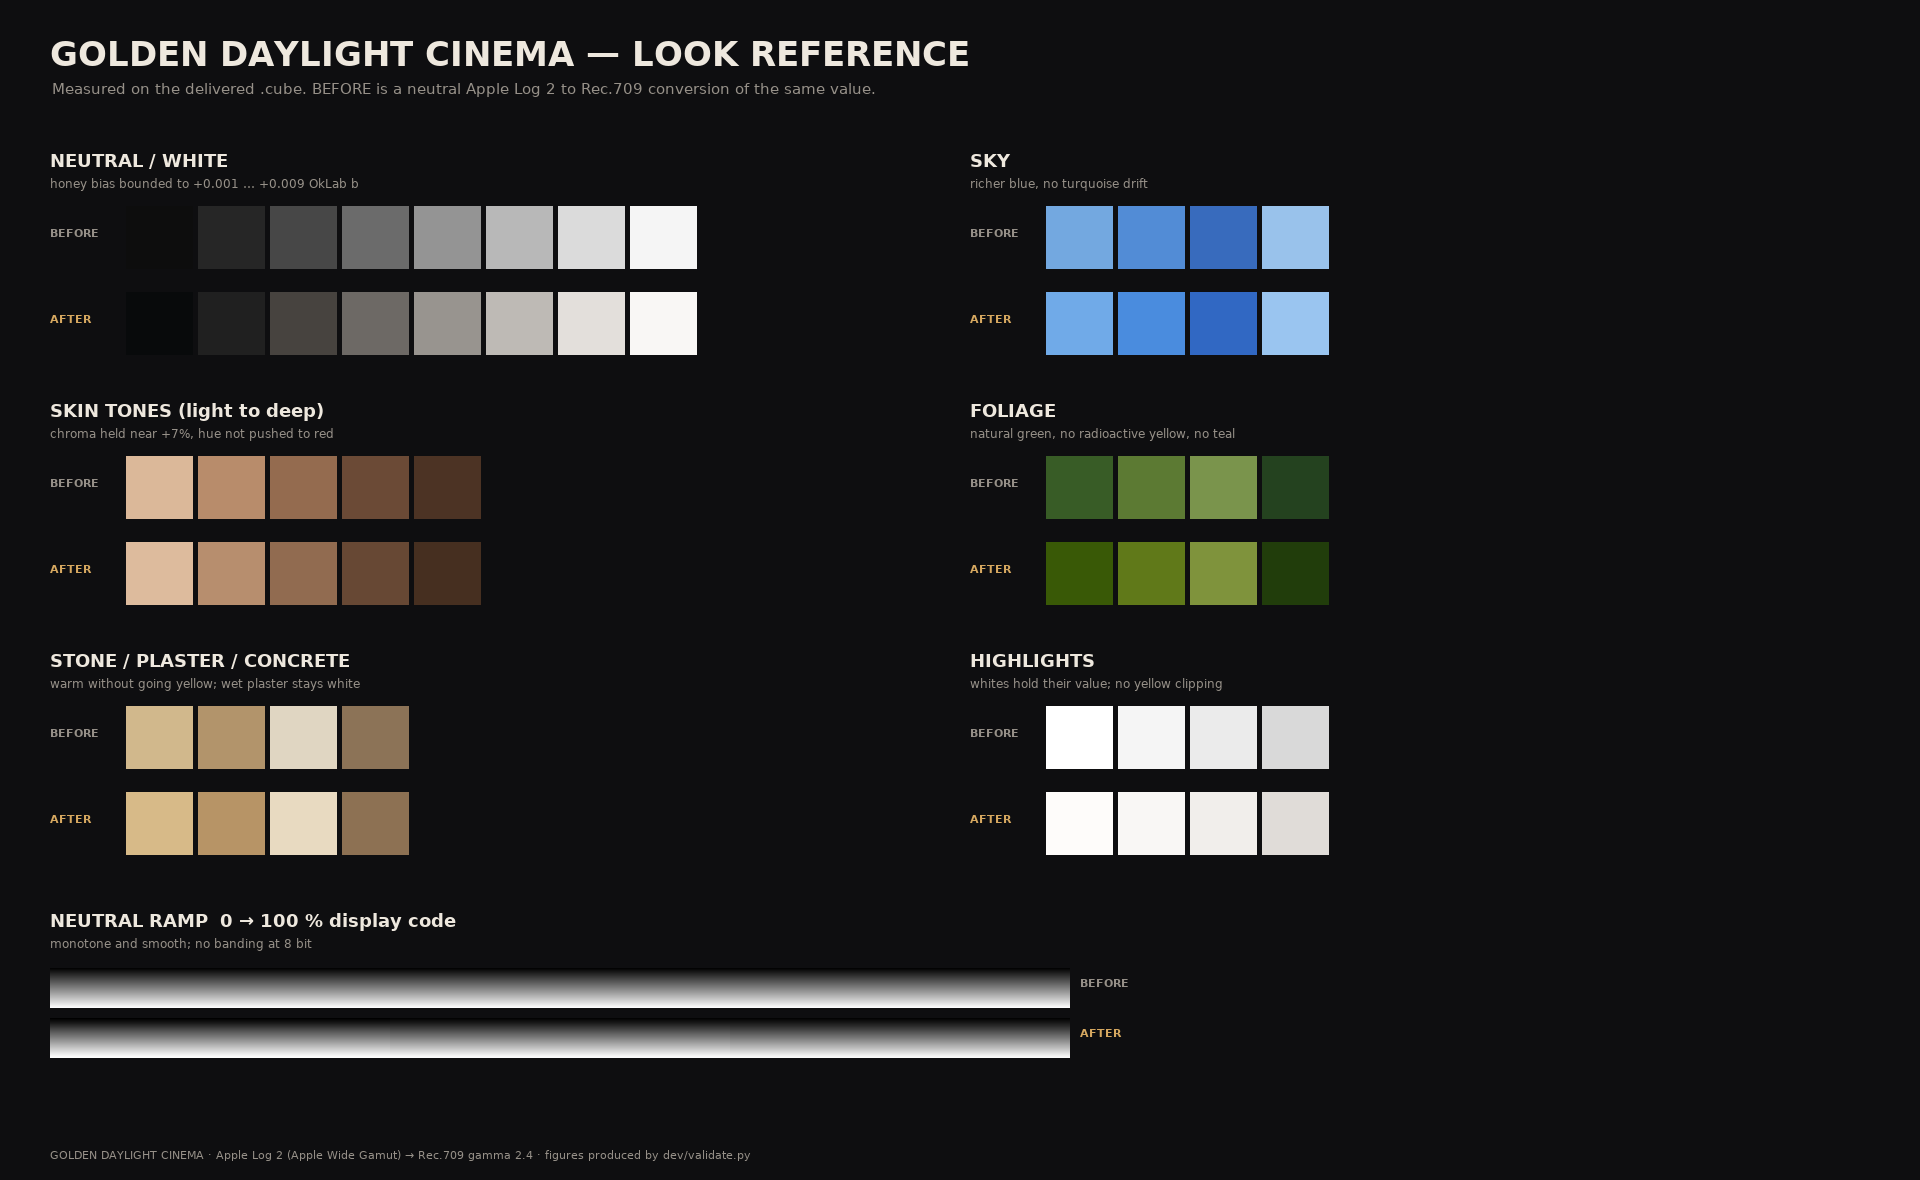 GOLDEN DAYLIGHT CINEMA — LOOK REFERENCE
Measured on the delivered .cube. BEFORE is a neutral Apple Log 2 to Rec.709 conversion of the same value.
NEUTRAL / WHITE
honey bias bounded to +0.001 … +0.009 OkLab b
BEFORE
AFTER
SKY
richer blue, no turquoise drift
BEFORE
AFTER
SKIN TONES (light to deep)
chroma held near +7%, hue not pushed to red
BEFORE
AFTER
FOLIAGE
natural green, no radioactive yellow, no teal
BEFORE
AFTER
STONE / PLASTER / CONCRETE
warm without going yellow; wet plaster stays white
BEFORE
AFTER
HIGHLIGHTS
whites hold their value; no yellow clipping
BEFORE
AFTER
NEUTRAL RAMP  0 → 100 % display code
monotone and smooth; no banding at 8 bit
BEFORE
AFTER
GOLDEN DAYLIGHT CINEMA · Apple Log 2 (Apple Wide Gamut) → Rec.709 gamma 2.4 · figures produced by dev/validate.py